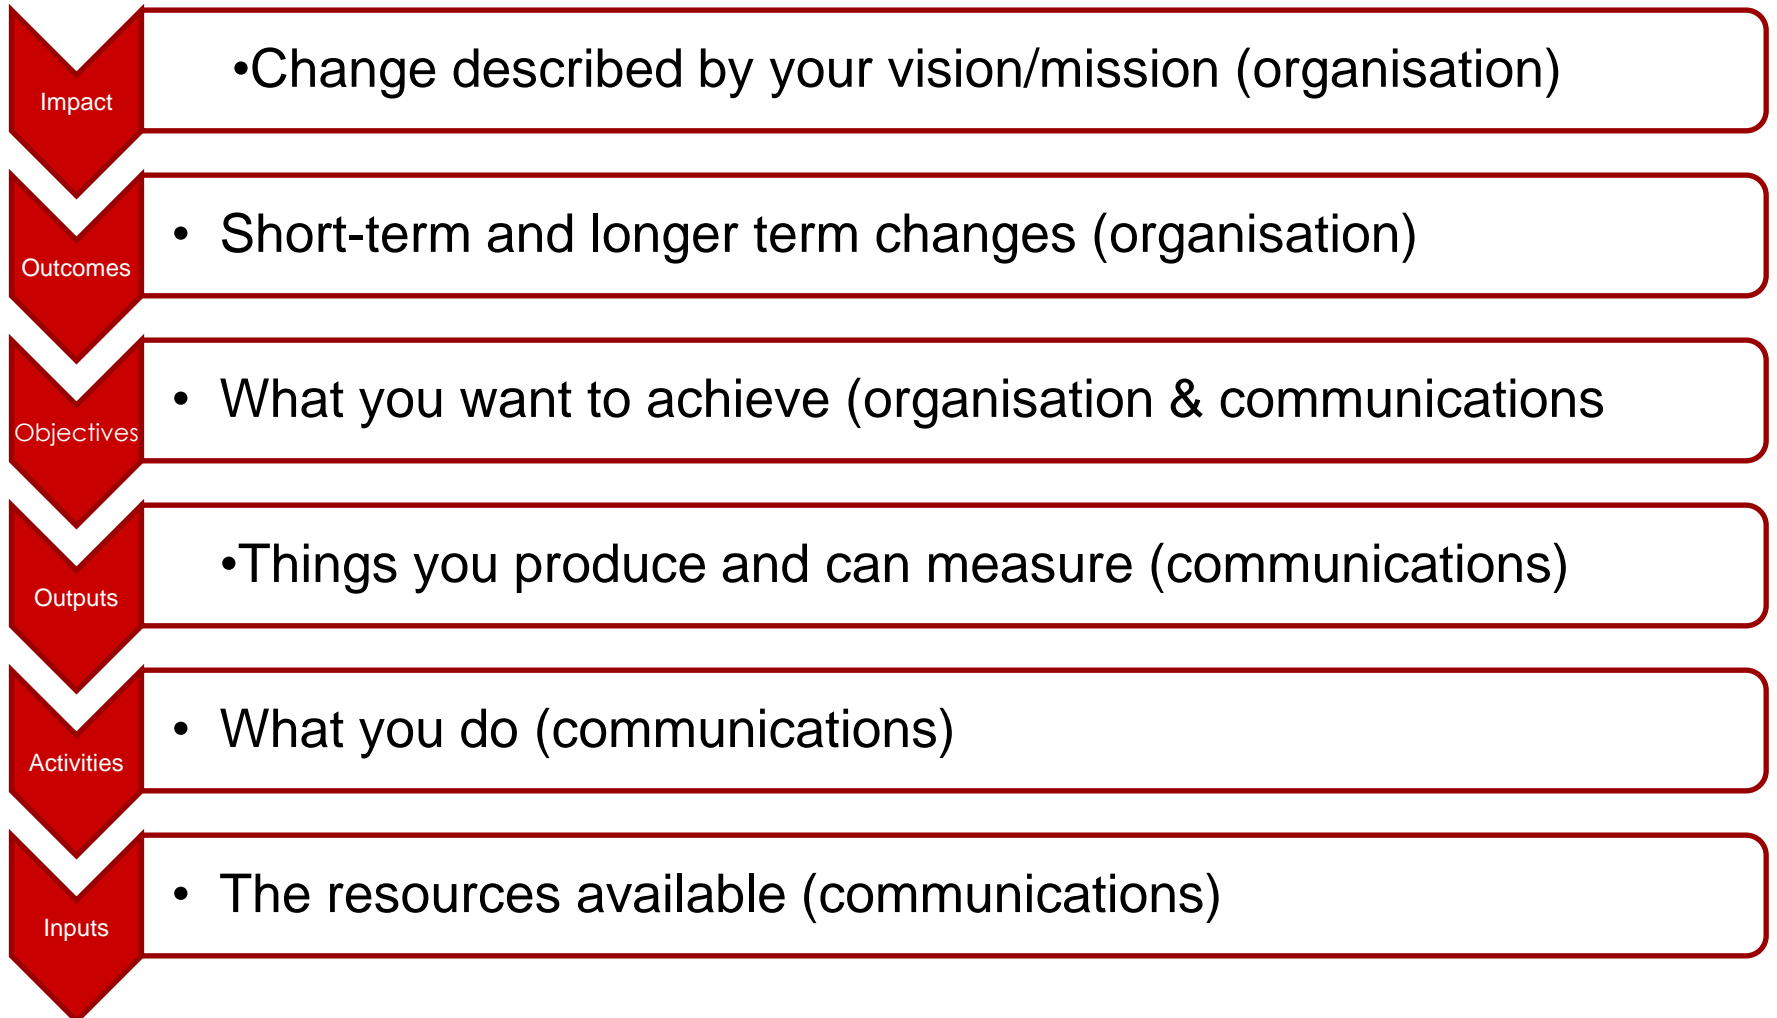 Impact
•Change described by your vision/mission (organisation)
Outcomes
• Short-term and longer term changes (organisation)
Objectives
• What you want to achieve (organisation & communications
Outputs
•Things you produce and can measure (communications)
Activities
• What you do (communications)
Inputs
• The resources available (communications)